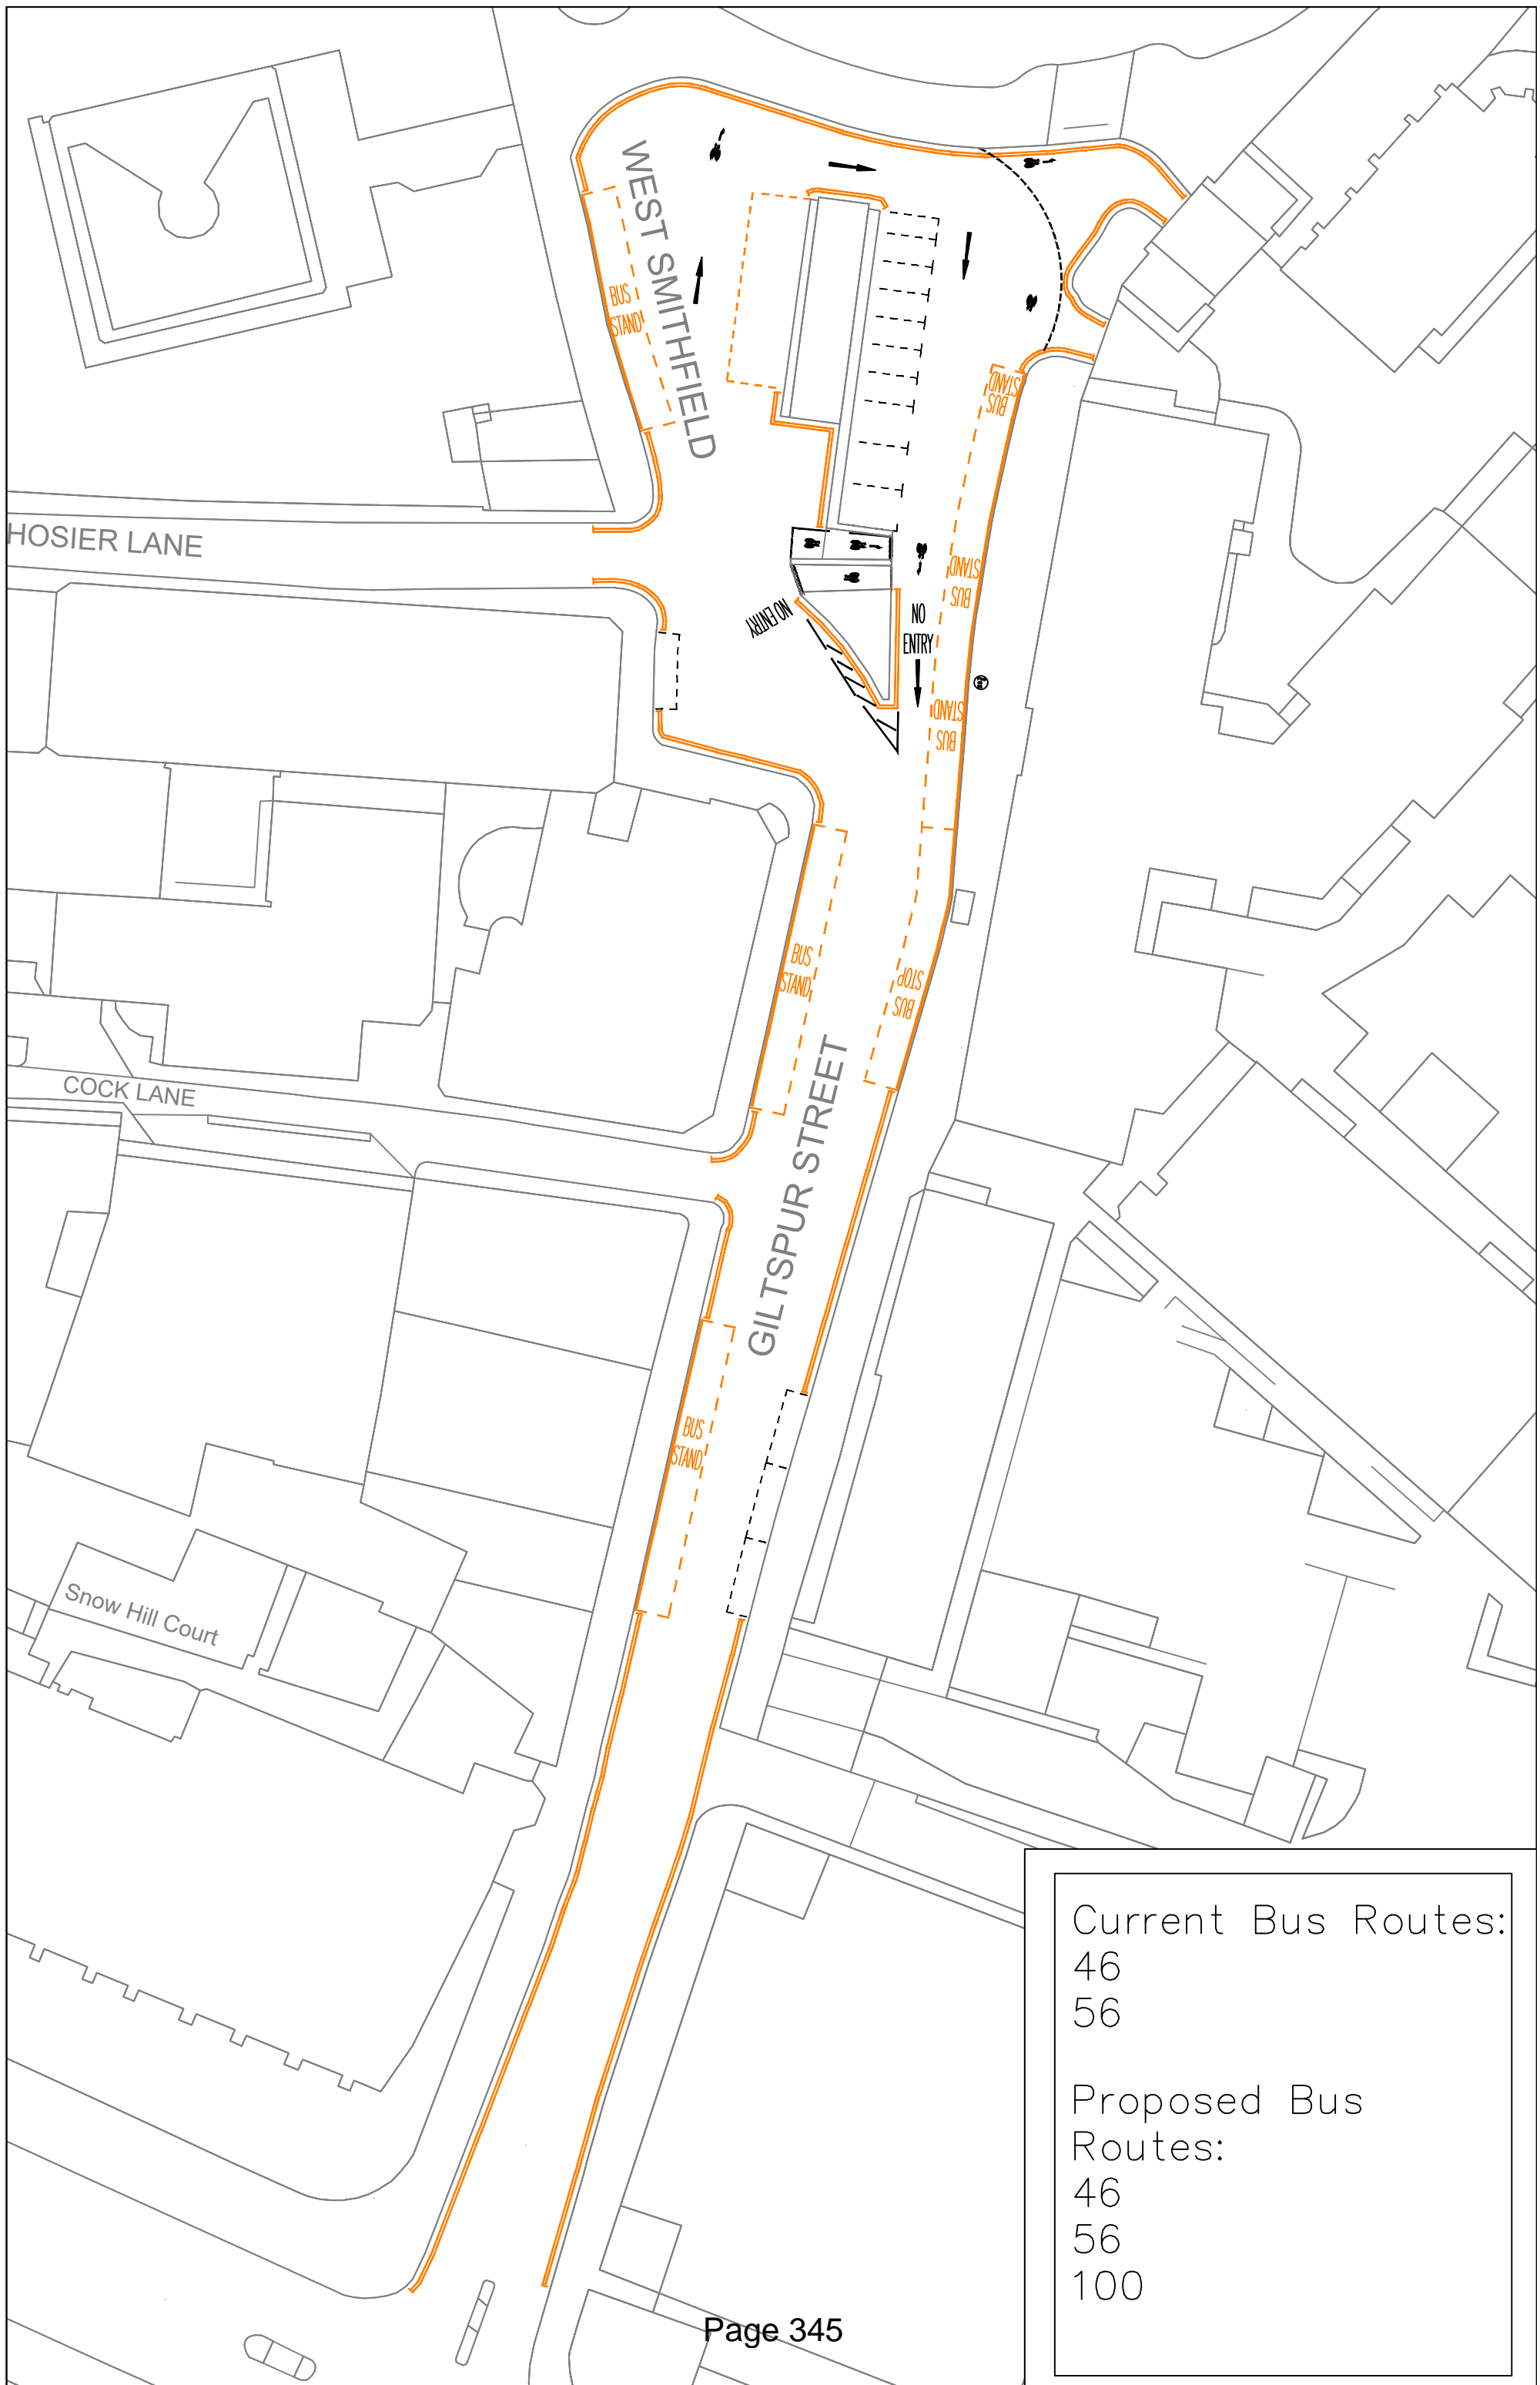 WEST SMITHFIELD
BUS
STAND
BUS
STAND
HOSIER LANE
BUS
STAND
NO ENTRY
NO
ENTRY
BUS
STAND
BUS
STAND
BUS
STOP
COCK LANE
GILTSPUR STREET
BUS
STAND
Snow Hill Court
Current Bus Routes:
46
56
Proposed Bus
Routes:
46
56
100
Page 345